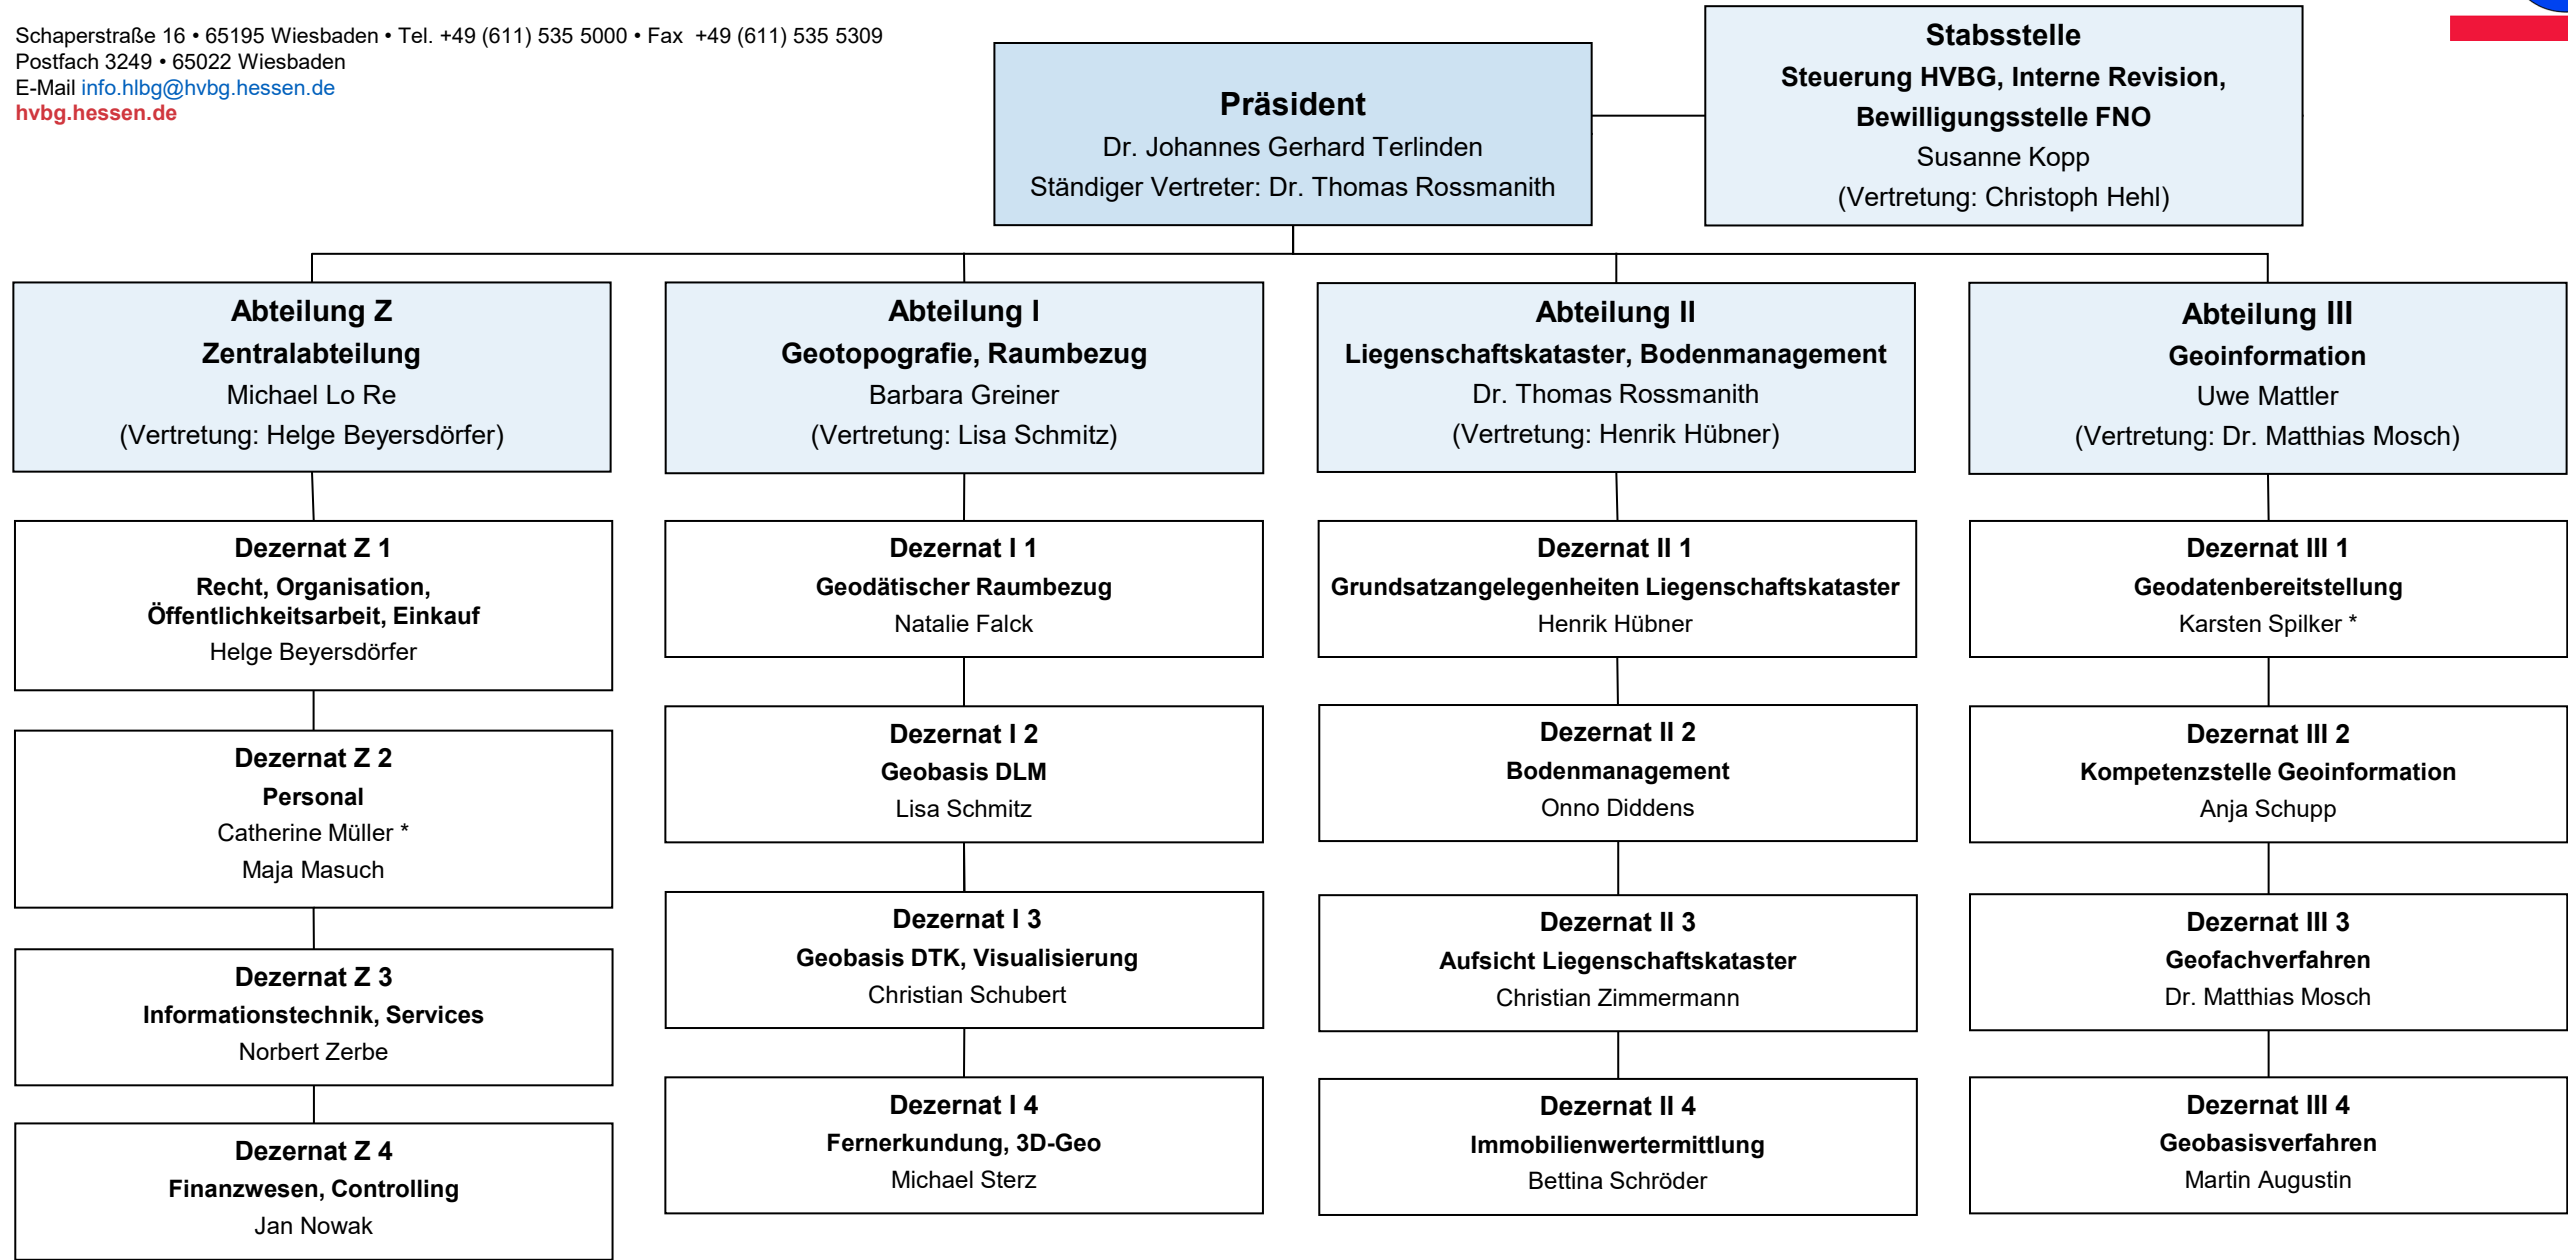 Schaperstraße 16 • 65195 Wiesbaden • Tel. +49 (611) 535 5000 • Fax  +49 (611) 535 5309
Postfach 3249 • 65022 Wiesbaden
E-Mail info.hlbg@hvbg.hessen.de
hvbg.hessen.de
Präsident
Dr. Johannes Gerhard Terlinden
Ständiger Vertreter: Dr. Thomas Rossmanith
Stabsstelle
Steuerung HVBG, Interne Revision,
Bewilligungsstelle FNO
Susanne Kopp
(Vertretung: Christoph Hehl)
Abteilung Z
Zentralabteilung
Michael Lo Re
(Vertretung: Helge Beyersdörfer)
Dezernat Z 1
Recht, Organisation,
Öffentlichkeitsarbeit, Einkauf
Helge Beyersdörfer
Dezernat Z 2
Personal
Catherine Müller *
Maja Masuch
Dezernat Z 3
Informationstechnik, Services
Norbert Zerbe
Dezernat Z 4
Finanzwesen, Controlling
Jan Nowak
Abteilung I
Geotopografie, Raumbezug
Barbara Greiner
(Vertretung: Lisa Schmitz)
Dezernat I 1
Geodätischer Raumbezug
Natalie Falck
Dezernat I 2
Geobasis DLM
Lisa Schmitz
Dezernat I 3
Geobasis DTK, Visualisierung
Christian Schubert
Dezernat I 4
Fernerkundung, 3D-Geo
Michael Sterz
Abteilung II
Liegenschaftskataster, Bodenmanagement
Dr. Thomas Rossmanith
(Vertretung: Henrik Hübner)
Dezernat II 1
Grundsatzangelegenheiten Liegenschaftskataster
Henrik Hübner
Dezernat II 2
Bodenmanagement
Onno Diddens
Dezernat II 3
Aufsicht Liegenschaftskataster
Christian Zimmermann
Dezernat II 4
Immobilienwertermittlung
Bettina Schröder
Abteilung III
Geoinformation
Uwe Mattler
(Vertretung: Dr. Matthias Mosch)
Dezernat III 1
Geodatenbereitstellung
Karsten Spilker *
Dezernat III 2
Kompetenzstelle Geoinformation
Anja Schupp
Dezernat III 3
Geofachverfahren
Dr. Matthias Mosch
Dezernat III 4
Geobasisverfahren
Martin Augustin